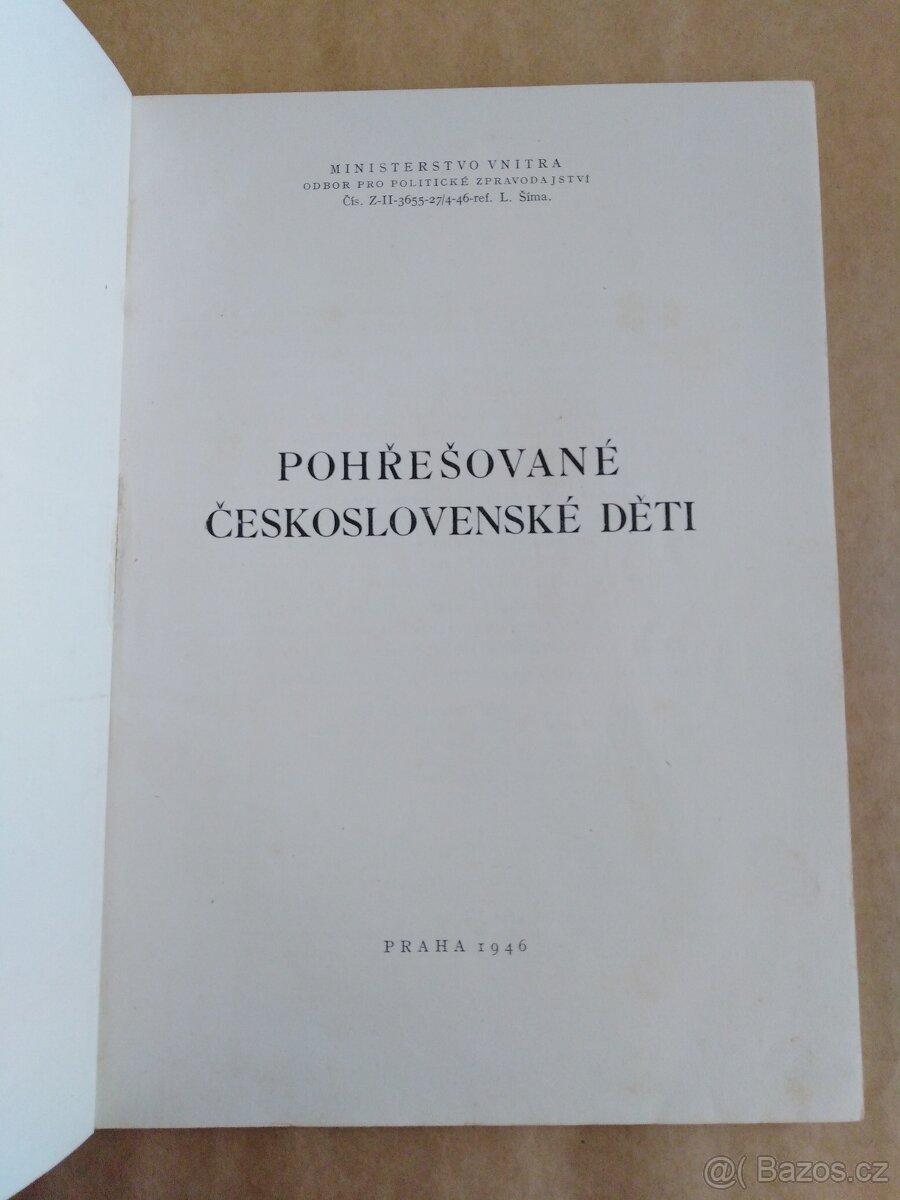 MINISTERSTVO VNITRA
ODBOR PRO POLITICKÉ ZPRAVODAJSTVÍ
Čís. Z-II-3655-27/4-46-ref. L. Šíma.
POHŘEŠOVANÉ
ČESKOSLOVENSKÉ DĚTI
PRAHA 1946
@( Bazos.cz